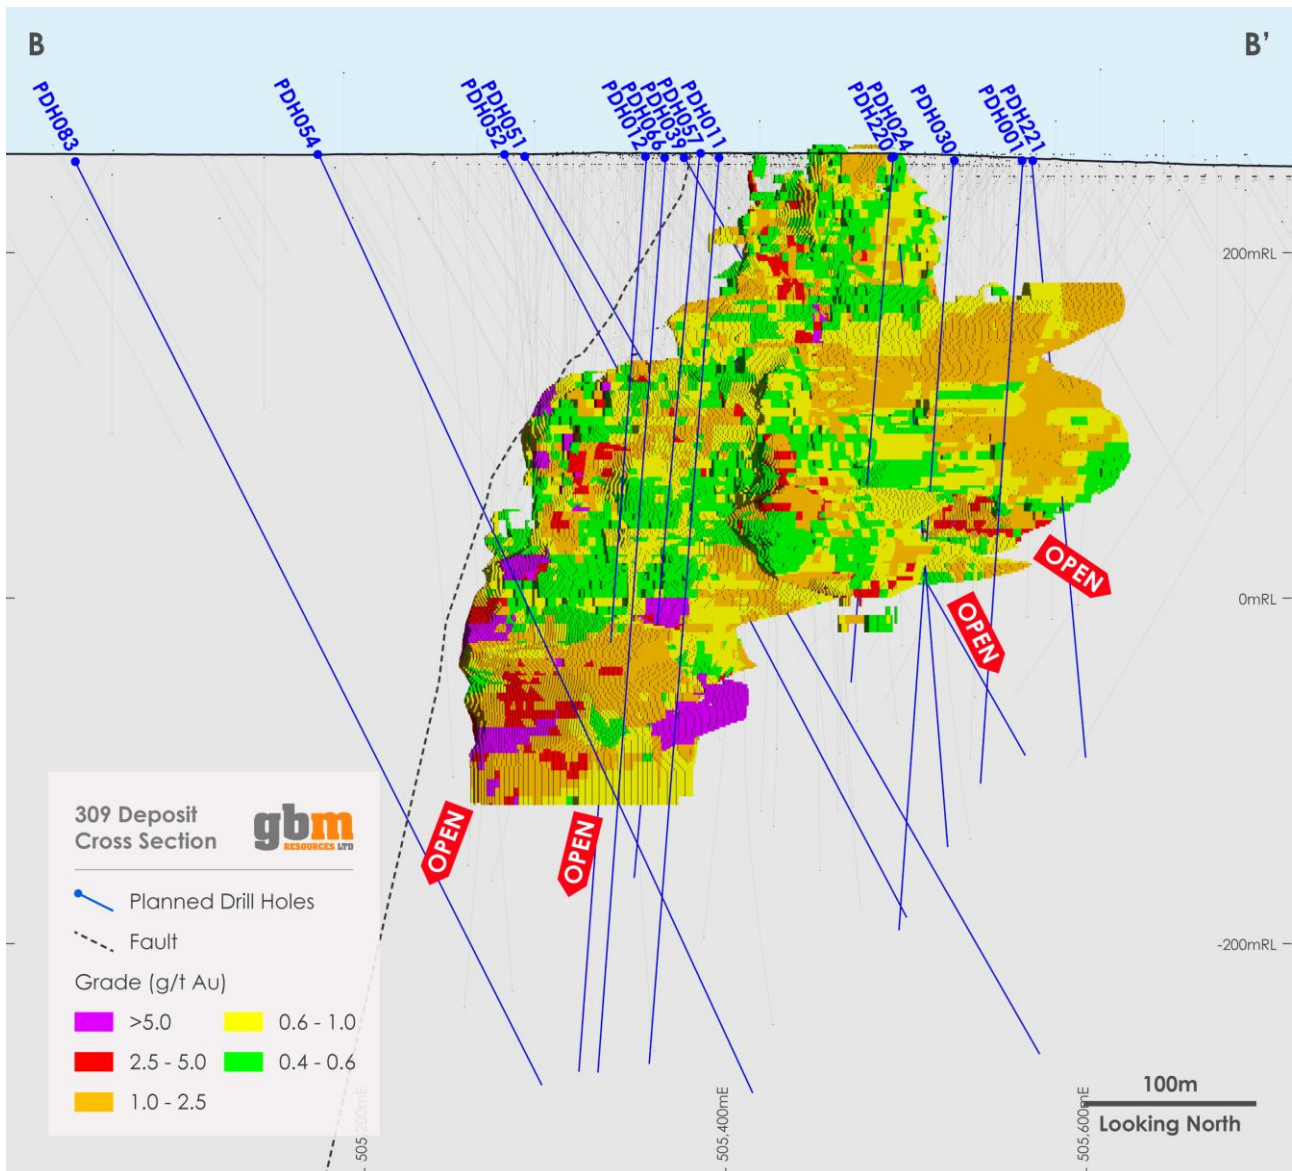 B
B'
PDH083
PDH054
PDH052
PDH051
PDH012
PDH066
PDH039
PDH057
PDH011
PDH220
PDH024
PDH030
PDH001
PDH221
200mRL
OPEN
0mRL
OPEN
OPEN
OPEN
309 Deposit
Cross Section
gbm
RESOURCES LTD
Planned Drill Holes
Fault
-200mRL
Grade (g/t Au)
>5.0
0.6 - 1.0
2.5 - 5.0
0.4 - 0.6
1.0 - 2.5
505,200mE
505,400mE
505,600mE
100m
Looking North